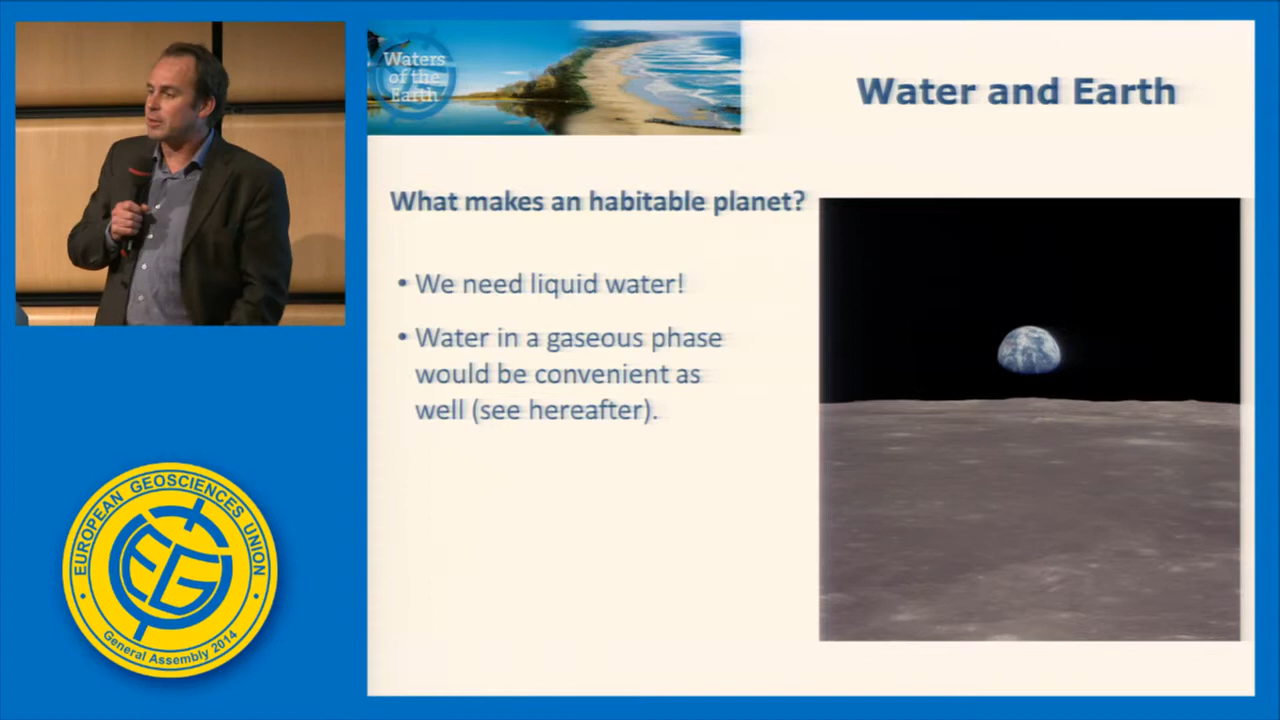 Waters
of the
Earth
Water and Earth
What makes an habitable planet?
• We need liquid water!
• Water in a gaseous phase
would be convenient as
well (see hereafter).
EUROPEAN GEOSCIENCES UNION
EGU
General Assembly 2014